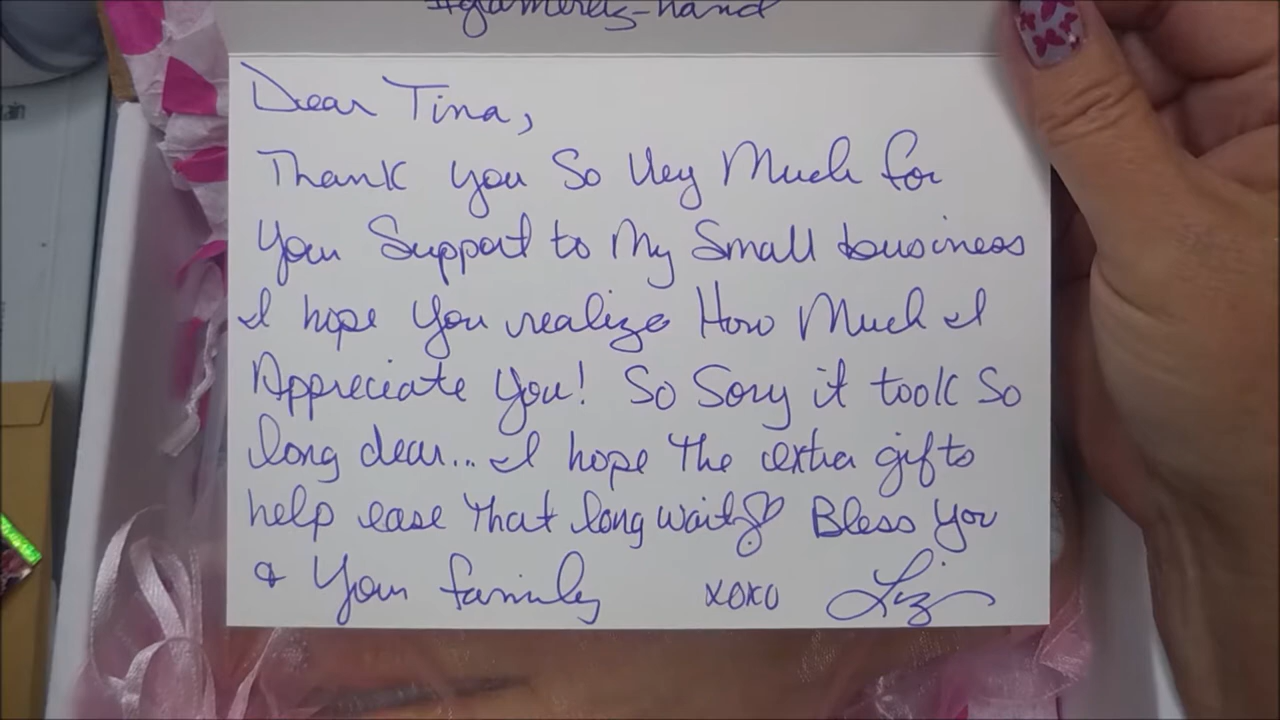 Dear Tina,
Thank you So Very Much for
Your Support to My Small business
I hope you realize How Much I
Appreciate You! So Sorry it took So
long dear... I hope The extra gifts
help ease That long wait♡ Bless You
& Your family xoxo Liz